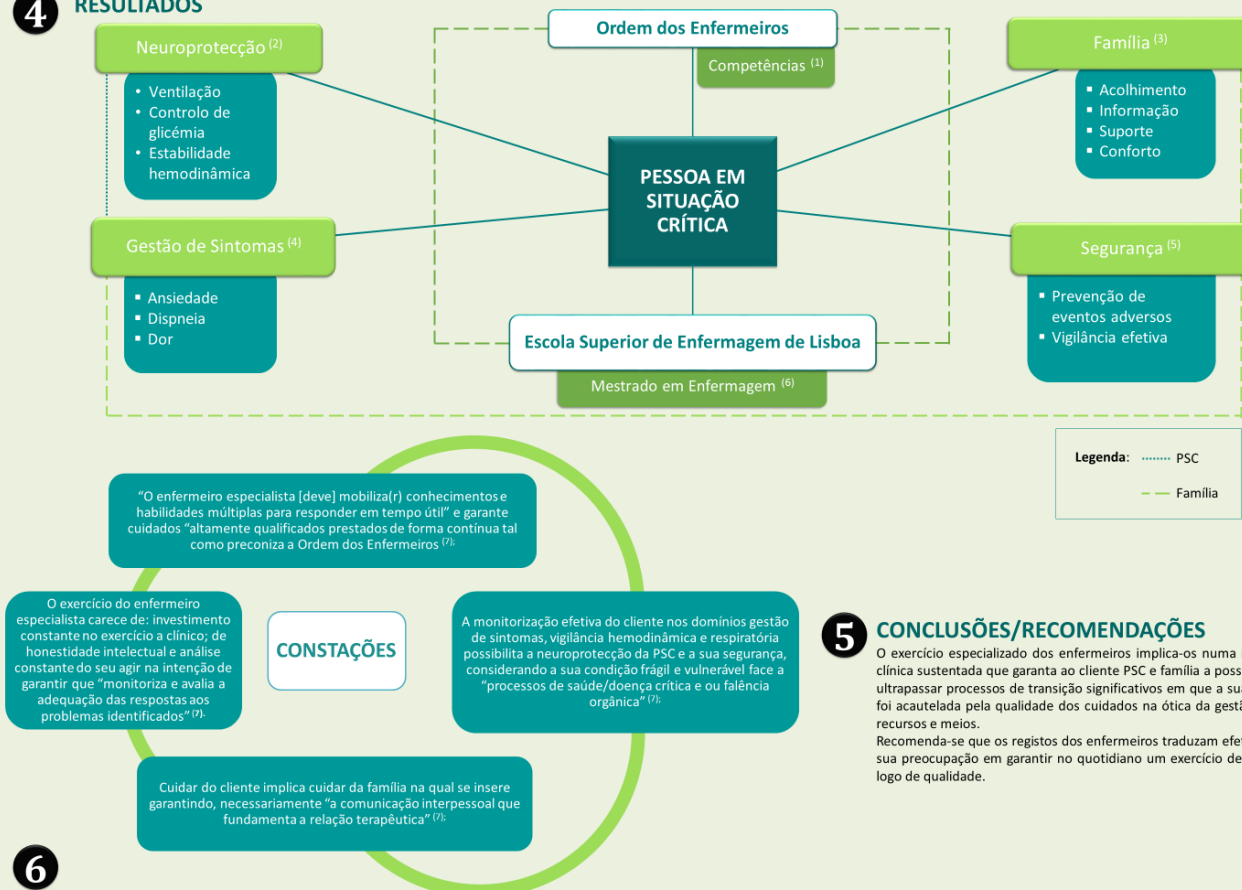 4 RESULTADOS
Neuroprotecção (2)
• Ventilação
• Controlo de
glicémia
• Estabilidade
hemodinâmica
Ordem dos Enfermeiros
Competências (1)
Família (3)
▪ Acolhimento
▪ Informação
▪ Suporte
▪ Conforto
PESSOA EM
SITUAÇÃO
CRÍTICA
Gestão de Sintomas (4)
▪ Ansiedade
▪ Dispneia
▪ Dor
Segurança (5)
▪ Prevenção de
eventos adversos
▪ Vigilância efetiva
Escola Superior de Enfermagem de Lisboa
Mestrado em Enfermagem (6)
Legenda: ........ PSC
— — Família
“O enfermeiro especialista [deve] mobiliza(r) conhecimentos e
habilidades múltiplas para responder em tempo útil” e garante
cuidados “altamente qualificados prestados de forma contínua tal
como preconiza a Ordem dos Enfermeiros (7);
O exercício do enfermeiro
especialista carece de: investimento
constante no exercício a clínico; de
honestidade intelectual e análise
constante do seu agir na intenção de
garantir que “monitoriza e avalia a
adequação das respostas aos
problemas identificados” (7).
CONSTAÇÕES
A monitorização efetiva do cliente nos domínios gestão
de sintomas, vigilância hemodinâmica e respiratória
possibilita a neuroprotecção da PSC e a sua segurança,
considerando a sua condição frágil e vulnerável face a
“processos de saúde/doença crítica e ou falência
orgânica” (7);
Cuidar do cliente implica cuidar da família na qual se insere
garantindo, necessariamente “a comunicação interpessoal que
fundamenta a relação terapêutica” (7);
5 CONCLUSÕES/RECOMENDAÇÕES
O exercício especializado dos enfermeiros implica-os numa
clínica sustentada que garanta ao cliente PSC e família a
ultrapassar processos de transição significativos em que a
foi acautelada pela qualidade dos cuidados na ótica da
recursos e meios.
Recomenda-se que os registos dos enfermeiros traduzam
sua preocupação em garantir no quotidiano um exercício
logo de qualidade.
6